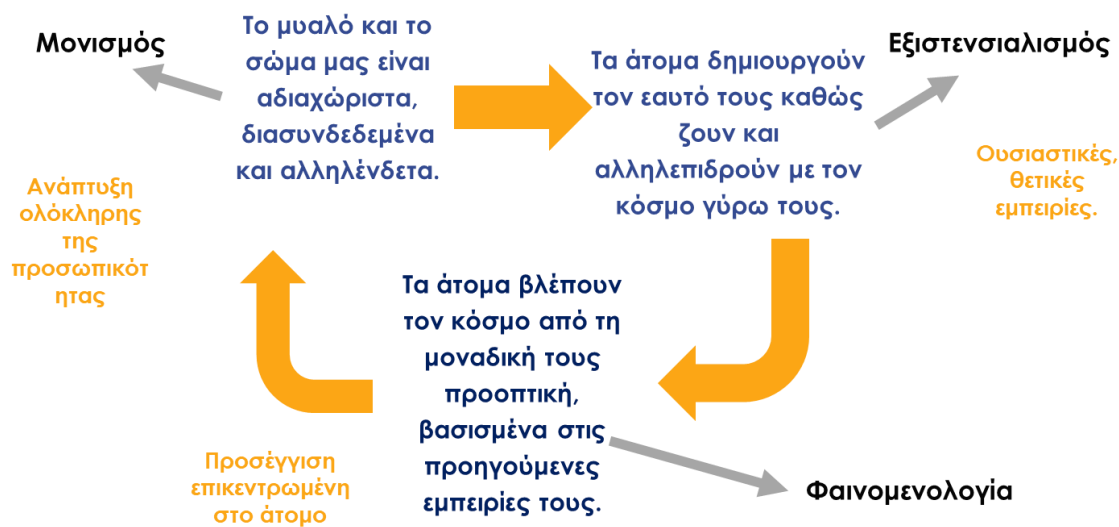 Μονισμός
Το μυαλό και το
σώμα μας είναι
αδιαχώριστα,
διασυνδεδεμένα
και αλληλένδετα.
Τα άτομα δημιουργούν
τον εαυτό τους καθώς
ζουν και
αλληλεπιδρούν με τον
κόσμο γύρω τους.
Εξιστενσιαλισμός
Ουσιαστικές,
θετικές
εμπειρίες.
Ανάπτυξη
ολόκληρης
της
προσωπικότ
ητας
Τα άτομα βλέπουν
τον κόσμο από τη
μοναδική τους
προοπτική,
βασισμένα στις
προηγούμενες
εμπειρίες τους.
Προσέγγιση
επικεντρωμένη
στο άτομο
Φαινομενολογία